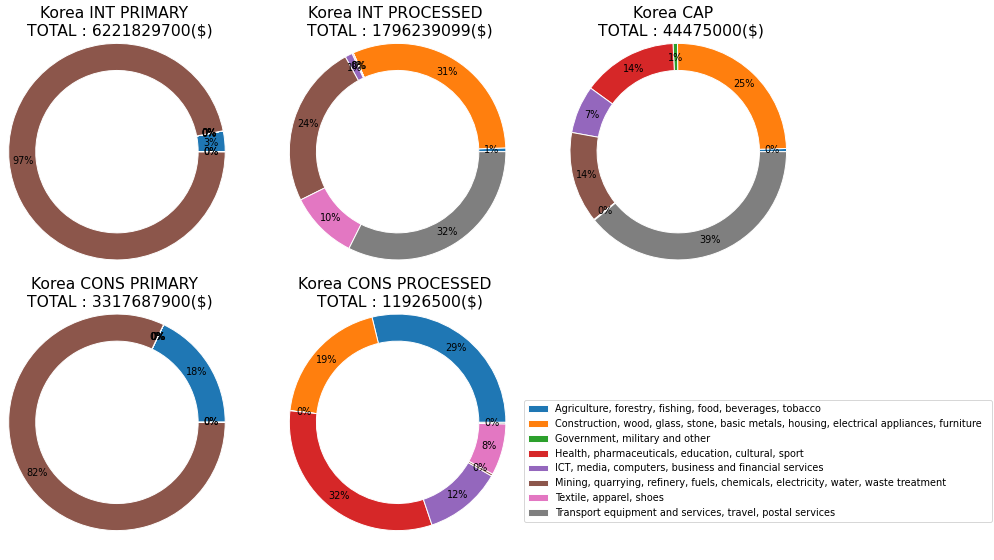 Korea INT PRIMARY
TOTAL : 6221829700($)
97%
0%
3%
0%
Korea INT PROCESSED
TOTAL : 1796239099($)
31%
1%
0%
24%
10%
32%
1%
Korea CAP
TOTAL : 44475000($)
1%
14%
25%
7%
0%
14%
0%
39%
Korea CONS PRIMARY
TOTAL : 3317687900($)
0%
18%
0%
82%
Korea CONS PROCESSED
TOTAL : 11926500($)
29%
19%
0%
0%
8%
0%
12%
32%
Agriculture, forestry, fishing, food, beverages, tobacco
Construction, wood, glass, stone, basic metals, housing, electrical appliances, furniture
Government, military and other
Health, pharmaceuticals, education, cultural, sport
ICT, media, computers, business and financial services
Mining, quarrying, refinery, fuels, chemicals, electricity, water, waste treatment
Textile, apparel, shoes
Transport equipment and services, travel, postal services